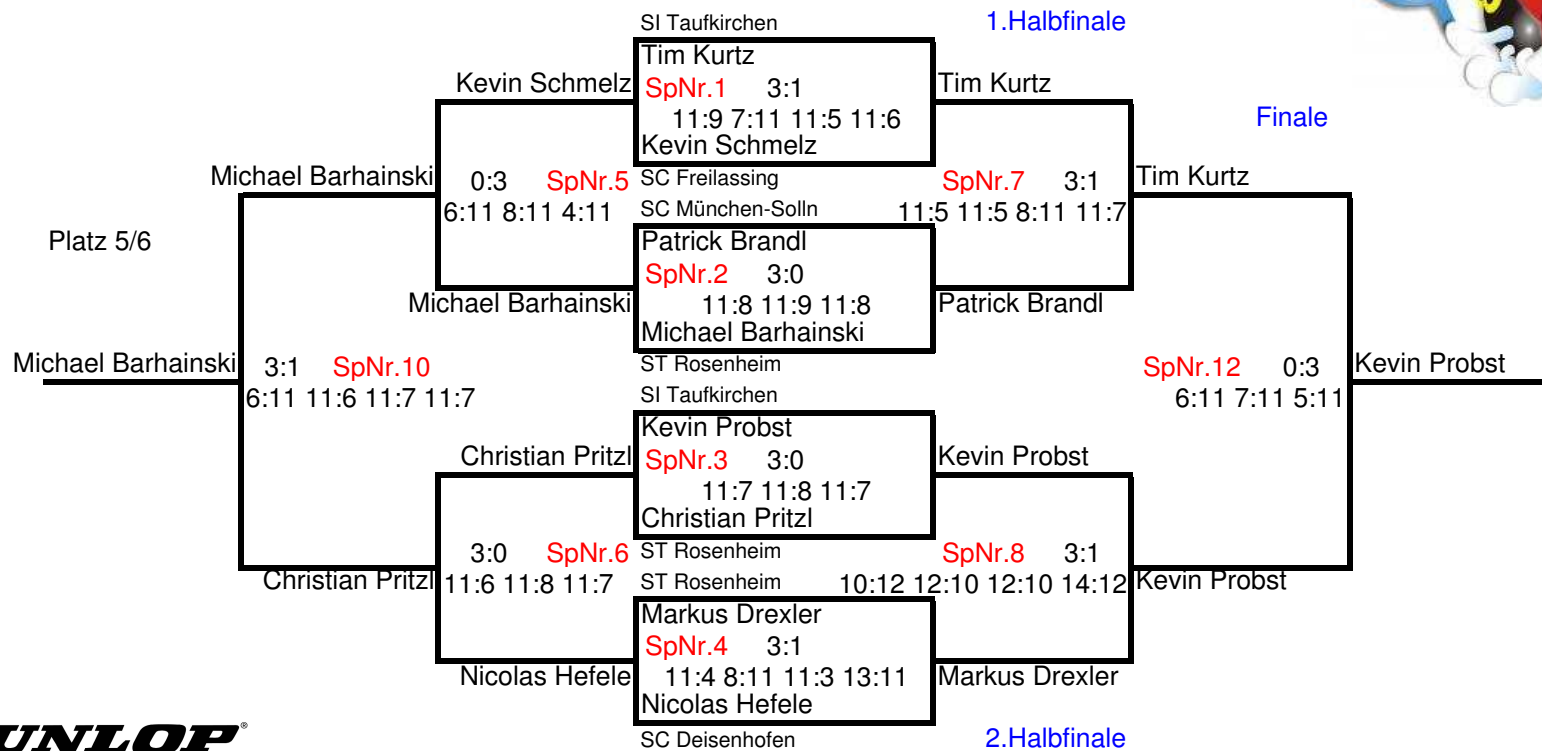 SI Taufkirchen 1.Halbfinale
Tim Kurtz
Kevin Schmelz SpNr.1 3:1 Tim Kurtz
11:9 7:11 11:5 11:6 Finale
Kevin Schmelz
Michael Barhainski 0:3 SpNr.5 SC Freilassing SpNr.7 3:1 Tim Kurtz
6:11 8:11 4:11 SC München-Solln 11:5 11:5 8:11 11:7
Platz 5/6 Patrick Brandl
SpNr.2 3:0
Michael Barhainski 11:8 11:9 11:8 Patrick Brandl
Michael Barhainski
Michael Barhainski 3:1 SpNr.10 ST Rosenheim SpNr.12 0:3 Kevin Probst
6:11 11:6 11:7 11:7 SI Taufkirchen 6:11 7:11 5:11
Kevin Probst
Christian Pritzl SpNr.3 3:0 Kevin Probst
11:7 11:8 11:7
Christian Pritzl
3:0 SpNr.6 ST Rosenheim SpNr.8 3:1
Christian Pritzl 11:6 11:8 11:7 ST Rosenheim 10:12 12:10 12:10 14:12 Kevin Probst
Markus Drexler
SpNr.4 3:1
Nicolas Hefele 11:4 8:11 11:3 13:11 Markus Drexler
Nicolas Hefele
UNLOP®
SC Deisenhofen 2.Halbfinale